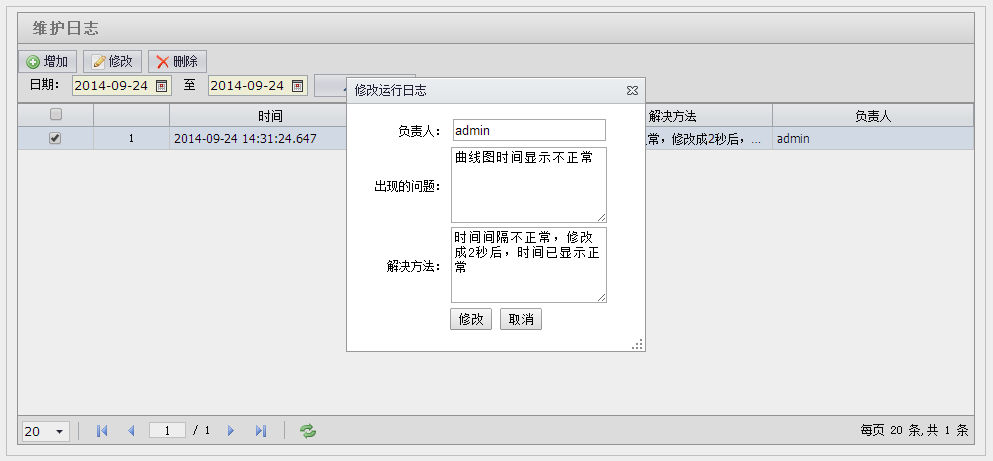 维护日志
增加 修改 删除
日期： 2014-09-24 至 2014-09-24
修改运行日志
时间 解决方法 负责人
1 2014-09-24 14:31:24.647 常，修改成2秒后，... admin
负责人： admin
出现的问题： 曲线图时间显示不正常
解决方法： 时间间隔不正常，修改
成2秒后，时间已显示正
常
修改 取消
20 1 / 1 每页 20 条,共 1 条